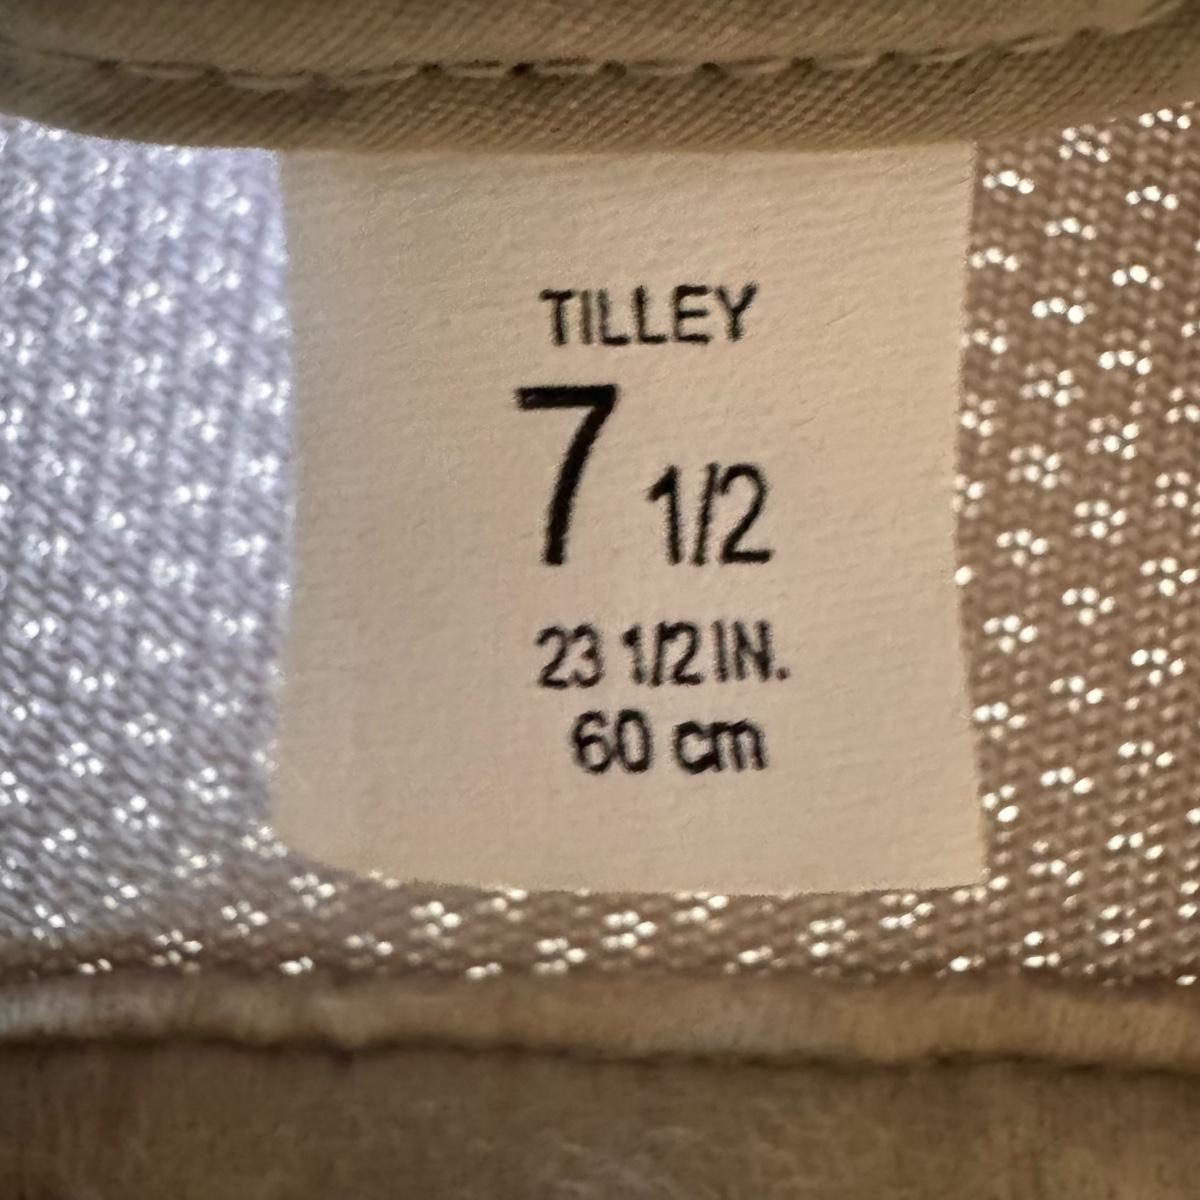 TILLEY
7 1/2
23 1/2 IN.
60 cm